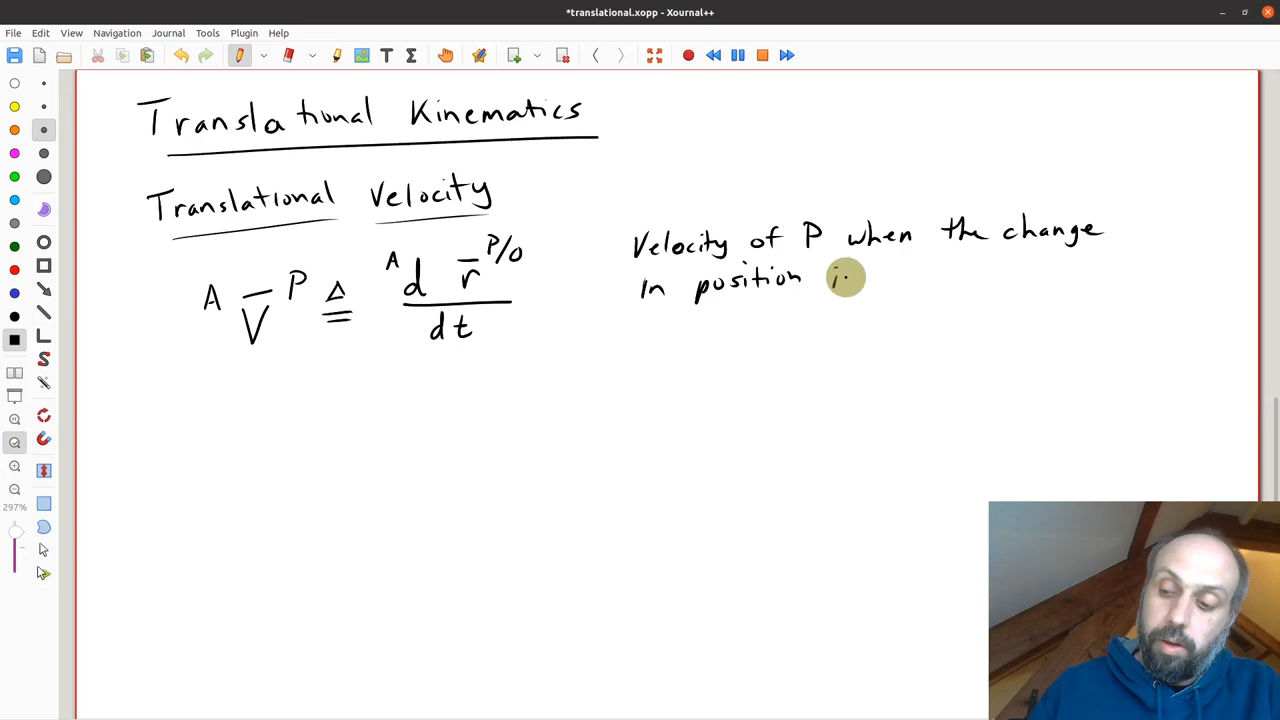 *translational.xopp - Xournal++
File Edit View Navigation Journal Tools Plugin Help
Translational Kinematics
Translational Velocity
A V̄ P ≜ A d r̄ P/O
dt
Velocity of P when the change
in position i
297%